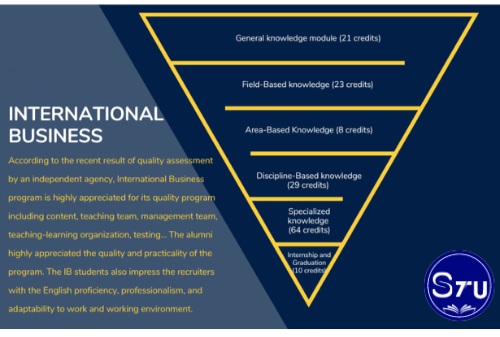 INTERNATIONAL
BUSINESS
According to the recent result of quality assessment
by an independent agency, International Business
program is highly appreciated for its quality program
including content, teaching team, management team,
teaching-learning organization, testing... The alumni
highly appreciated the quality and practicality of the
program. The IB students also impress the recruiters
with the English proficiency, professionalism, and
adaptability to work and working environment.
General knowledge module (21 credits)
Field-Based knowledge (23 credits)
Area-Based Knowledge (8 credits)
Discipline-Based knowledge
(29 credits)
Specialized
knowledge
(64 credits)
Internship and
Graduation
(10 credits)
STU